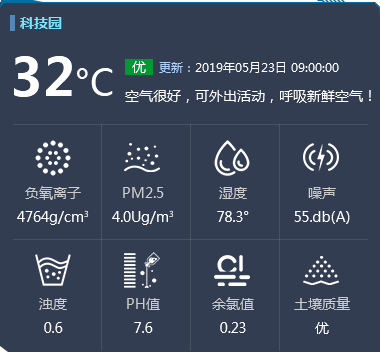 科技园
32°C
优 更新：2019年05月23日 09:00:00
空气很好，可外出活动，呼吸新鲜空气！
负氧离子 PM2.5 湿度 噪声
4764g/cm³ 4.0Ug/m³ 78.3° 55.db(A)
浊度 PH值 余氯值 土壤质量
0.6 7.6 0.23 优